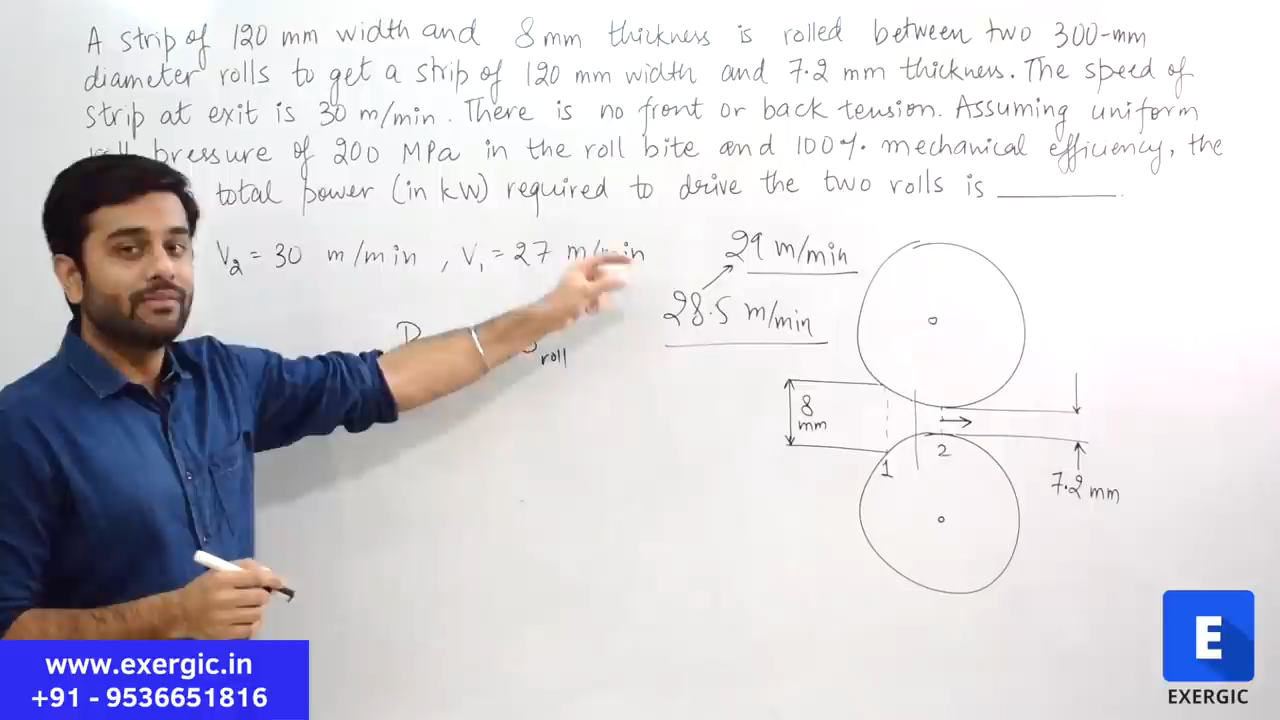 A strip of 120 mm width and 8 mm thickness is rolled between two 300-mm
diameter rolls to get a strip of 120 mm width and 7.2 mm thickness. The speed of
strip at exit is 30 m/min. There is no front or back tension. Assuming uniform
pressure of 200 MPa in the roll bite and 100% mechanical efficiency, the
total power (in kW) required to drive the two rolls is ________.
V2 = 30 m/min , V1 = 27 m/min
29 m/min
28.5 m/min
roll
8
mm
1
2
7.2 mm
www.exergic.in
+91 - 9536651816
E
EXERGIC